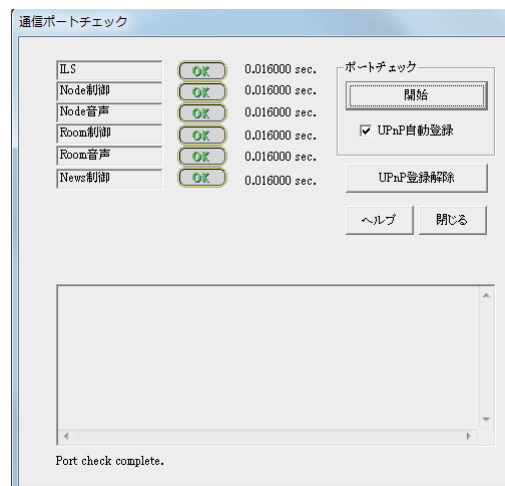 通信ポートチェック
ILS OK 0.016000 sec.
Node制御 OK 0.016000 sec.
Node音声 OK 0.016000 sec.
Room制御 OK 0.016000 sec.
Room音声 OK 0.016000 sec.
News制御 OK 0.016000 sec.
ポートチェック
開始
UPnP自動登録
UPnP登録解除
ヘルプ 閉じる
Port check complete.